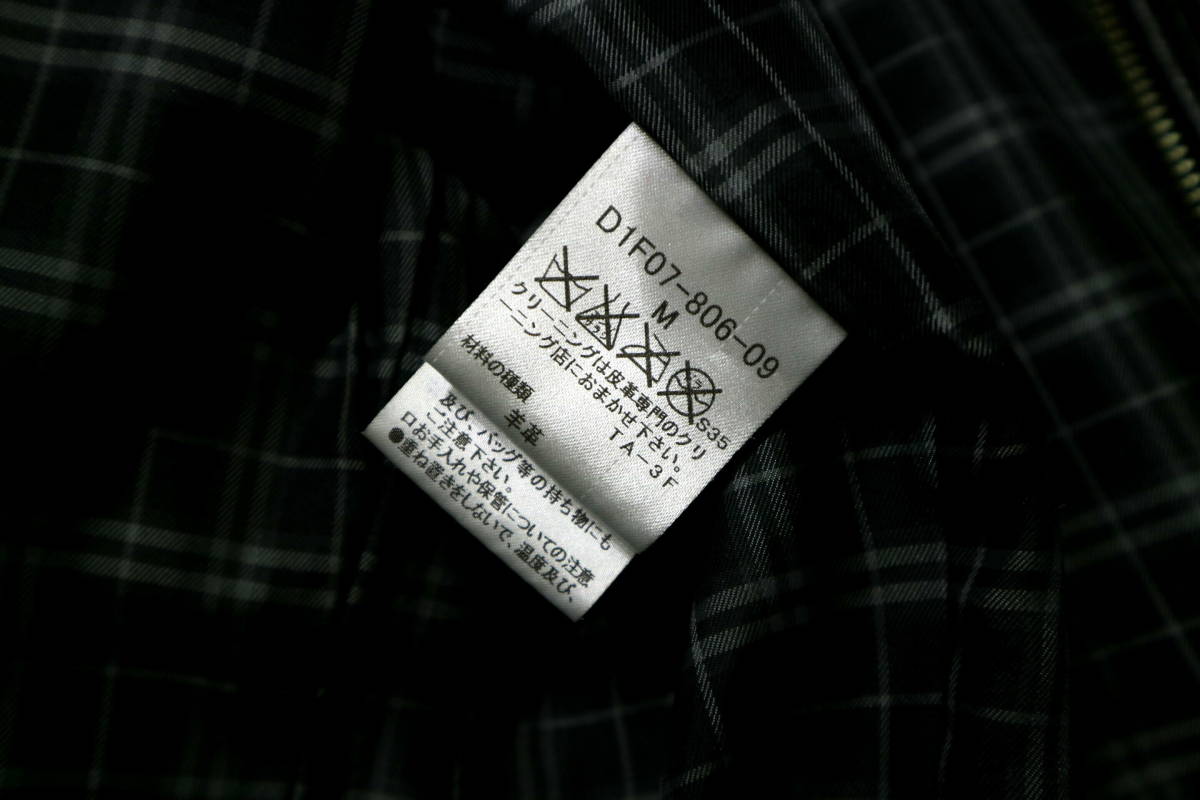 D1F07-806-09
M
S35
クリーニングは皮革専門のクリ
ーニング店におまかせ下さい。
TA-3F
材料の種類
羊革
及び、バッグ等の持ち物にも
ご注意下さい。
口お手入れや保管についての注意
●重ね置きをしないで、温度及び、